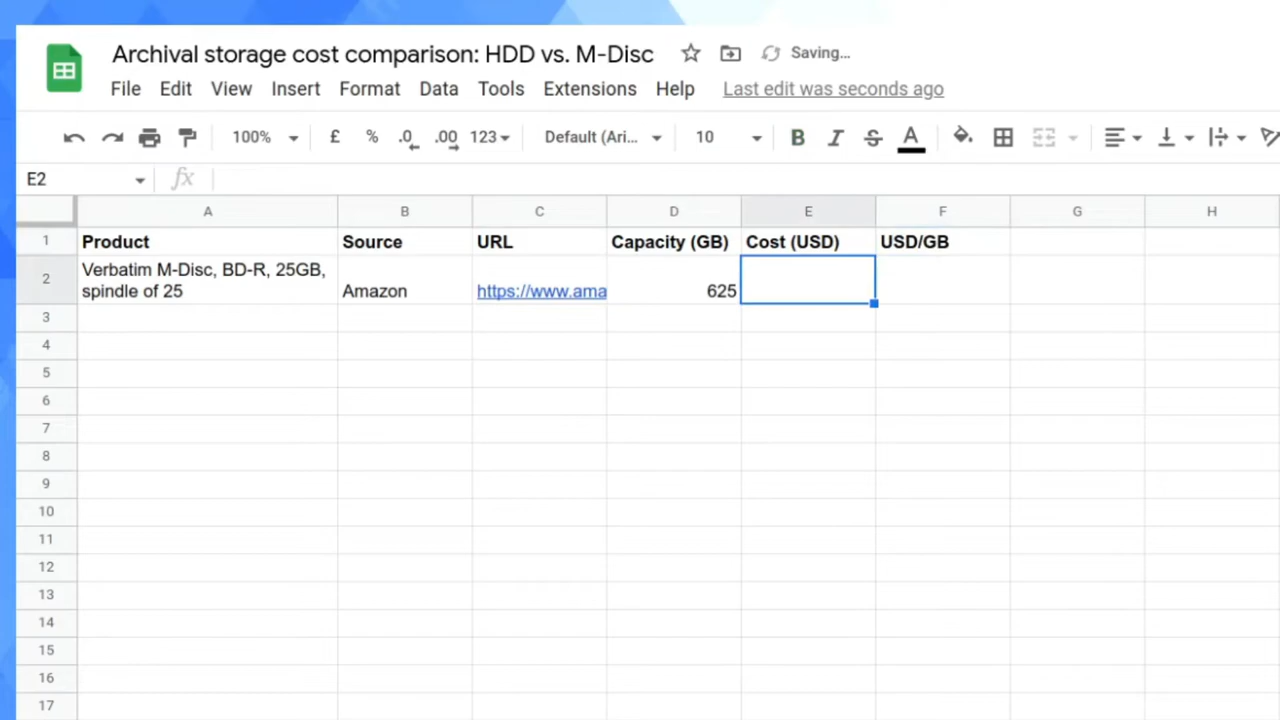 Archival storage cost comparison: HDD vs. M-Disc Saving...
File Edit View Insert Format Data Tools Extensions Help Last edit was seconds ago
100% £ % .0 .00 123 Default (Ari... 10 B I S A
E2 fx
A B C D E F G H
1 Product Source URL Capacity (GB) Cost (USD) USD/GB
2 Verbatim M-Disc, BD-R, 25GB,
spindle of 25 Amazon https://www.ama 625
3
4
5
6
7
8
9
10
11
12
13
14
15
16
17